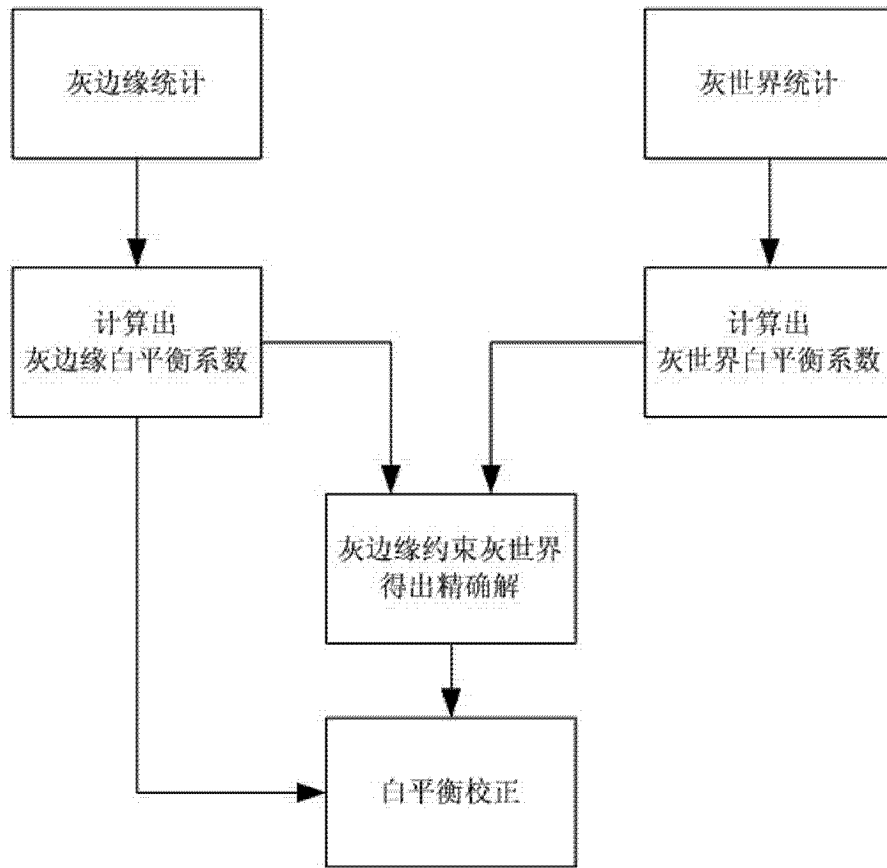 灰边缘统计
灰世界统计
计算出
灰边缘白平衡系数
计算出
灰世界白平衡系数
灰边缘约束灰世界
得出精确解
白平衡校正